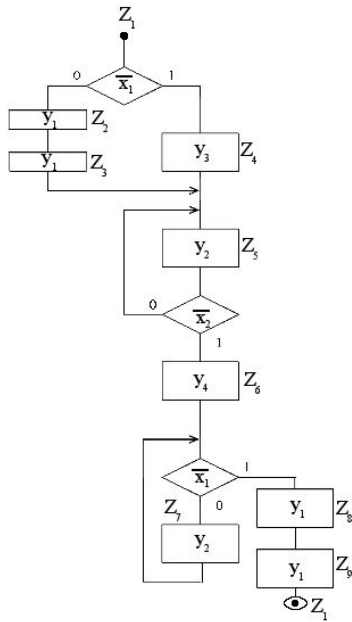 Z₁
0 x̅₁ 1
y₁ Z₂
y₁ Z₃
y₃ Z₄
y₂ Z₅
0 x̅₂
1
y₄ Z₆
x̅₁ 1
0
Z₇
y₂
y₁ Z₈
y₁ Z₉
Z₁